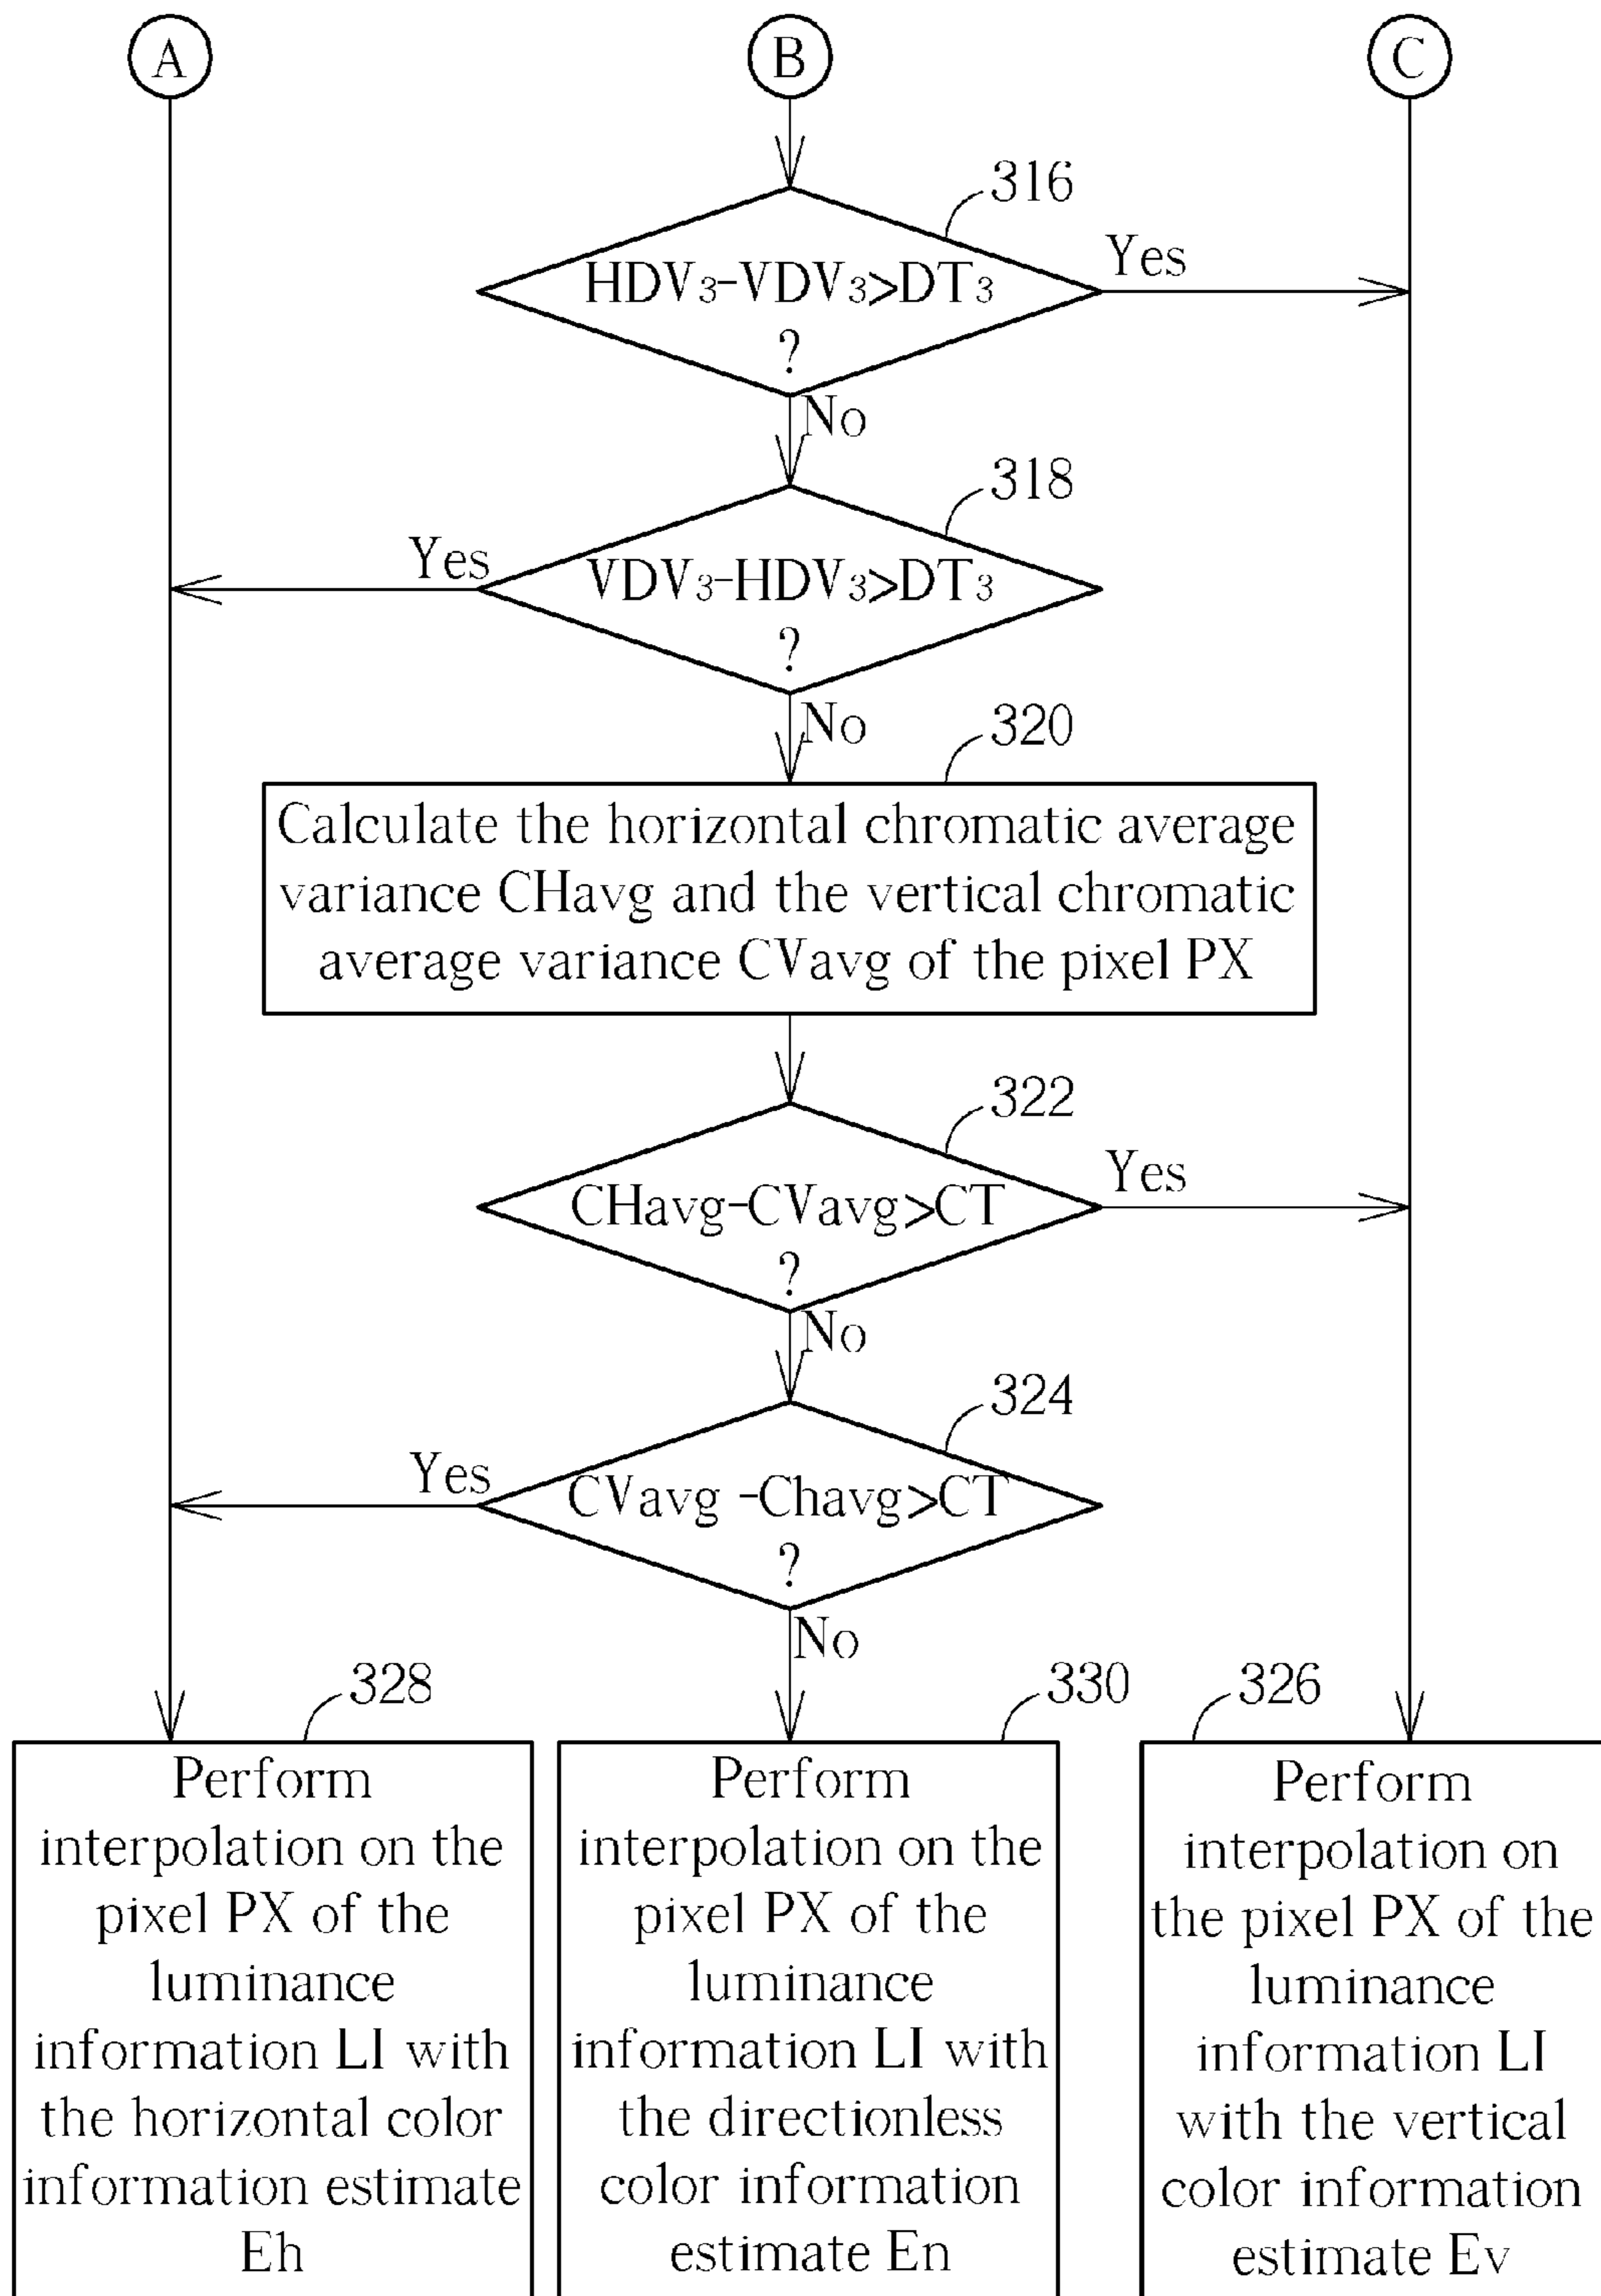 A
B
C
316
HDV₃-VDV₃>DT₃
?
Yes
No
318
VDV₃-HDV₃>DT₃
?
Yes
No
320
Calculate the horizontal chromatic average
variance CHavg and the vertical chromatic
average variance CVavg of the pixel PX
322
CHavg-CVavg>CT
?
Yes
No
324
CVavg -Chavg>CT
?
Yes
No
328
Perform
interpolation on the
pixel PX of the
luminance
information LI with
the horizontal color
information estimate
Eh
330
Perform
interpolation on the
pixel PX of the
luminance
information LI with
the directionless
color information
estimate En
326
Perform
interpolation on
the pixel PX of the
luminance
information LI
with the vertical
color information
estimate Ev